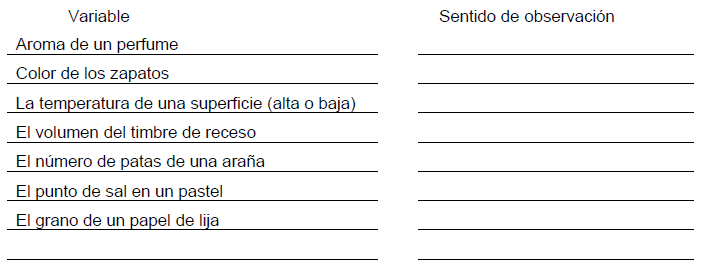 Variable Sentido de observación
Aroma de un perfume
Color de los zapatos
La temperatura de una superficie (alta o baja)
El volumen del timbre de receso
El número de patas de una araña
El punto de sal en un pastel
El grano de un papel de lija